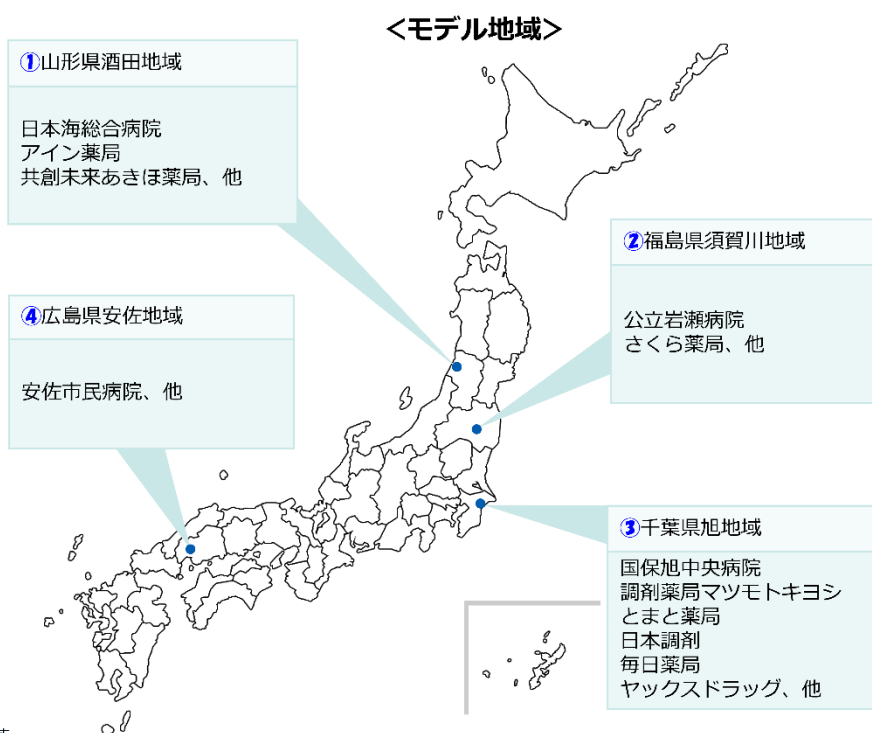 ＜モデル地域＞
①山形県酒田地域
日本海総合病院
アイン薬局
共創未来あきほ薬局、他
②福島県須賀川地域
公立岩瀬病院
さくら薬局、他
④広島県安佐地域
安佐市民病院、他
③千葉県旭地域
国保旭中央病院
調剤薬局マツモトキヨシ
とまと薬局
日本調剤
毎日薬局
ヤックスドラッグ、他